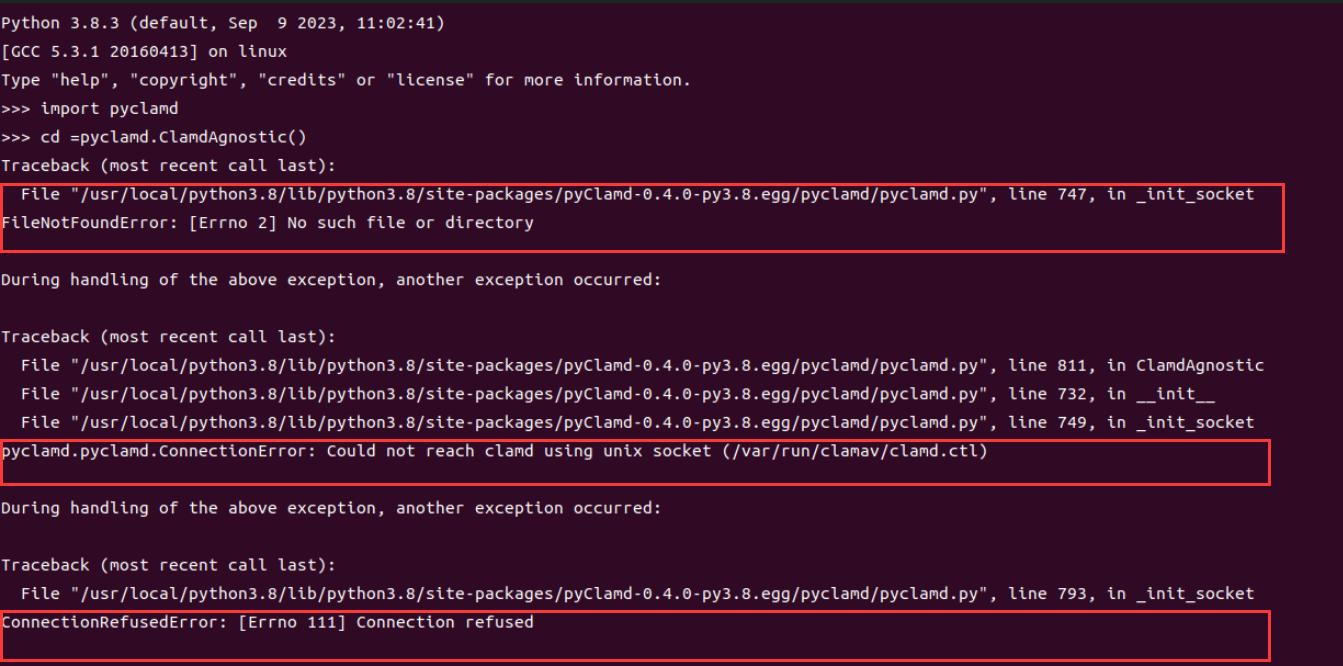 Python 3.8.3 (default, Sep  9 2023, 11:02:41)
[GCC 5.3.1 20160413] on linux
Type "help", "copyright", "credits" or "license" for more information.
>>> import pyclamd
>>> cd =pyclamd.ClamdAgnostic()
Traceback (most recent call last):
  File "/usr/local/python3.8/lib/python3.8/site-packages/pyClamd-0.4.0-py3.8.egg/pyclamd/pyclamd.py", line 747, in _init_socket
FileNotFoundError: [Errno 2] No such file or directory

During handling of the above exception, another exception occurred:

Traceback (most recent call last):
  File "/usr/local/python3.8/lib/python3.8/site-packages/pyClamd-0.4.0-py3.8.egg/pyclamd/pyclamd.py", line 811, in ClamdAgnostic
  File "/usr/local/python3.8/lib/python3.8/site-packages/pyClamd-0.4.0-py3.8.egg/pyclamd/pyclamd.py", line 732, in __init__
  File "/usr/local/python3.8/lib/python3.8/site-packages/pyClamd-0.4.0-py3.8.egg/pyclamd/pyclamd.py", line 749, in _init_socket
pyclamd.pyclamd.ConnectionError: Could not reach clamd using unix socket (/var/run/clamav/clamd.ctl)

During handling of the above exception, another exception occurred:

Traceback (most recent call last):
  File "/usr/local/python3.8/lib/python3.8/site-packages/pyClamd-0.4.0-py3.8.egg/pyclamd/pyclamd.py", line 793, in _init_socket
ConnectionRefusedError: [Errno 111] Connection refused